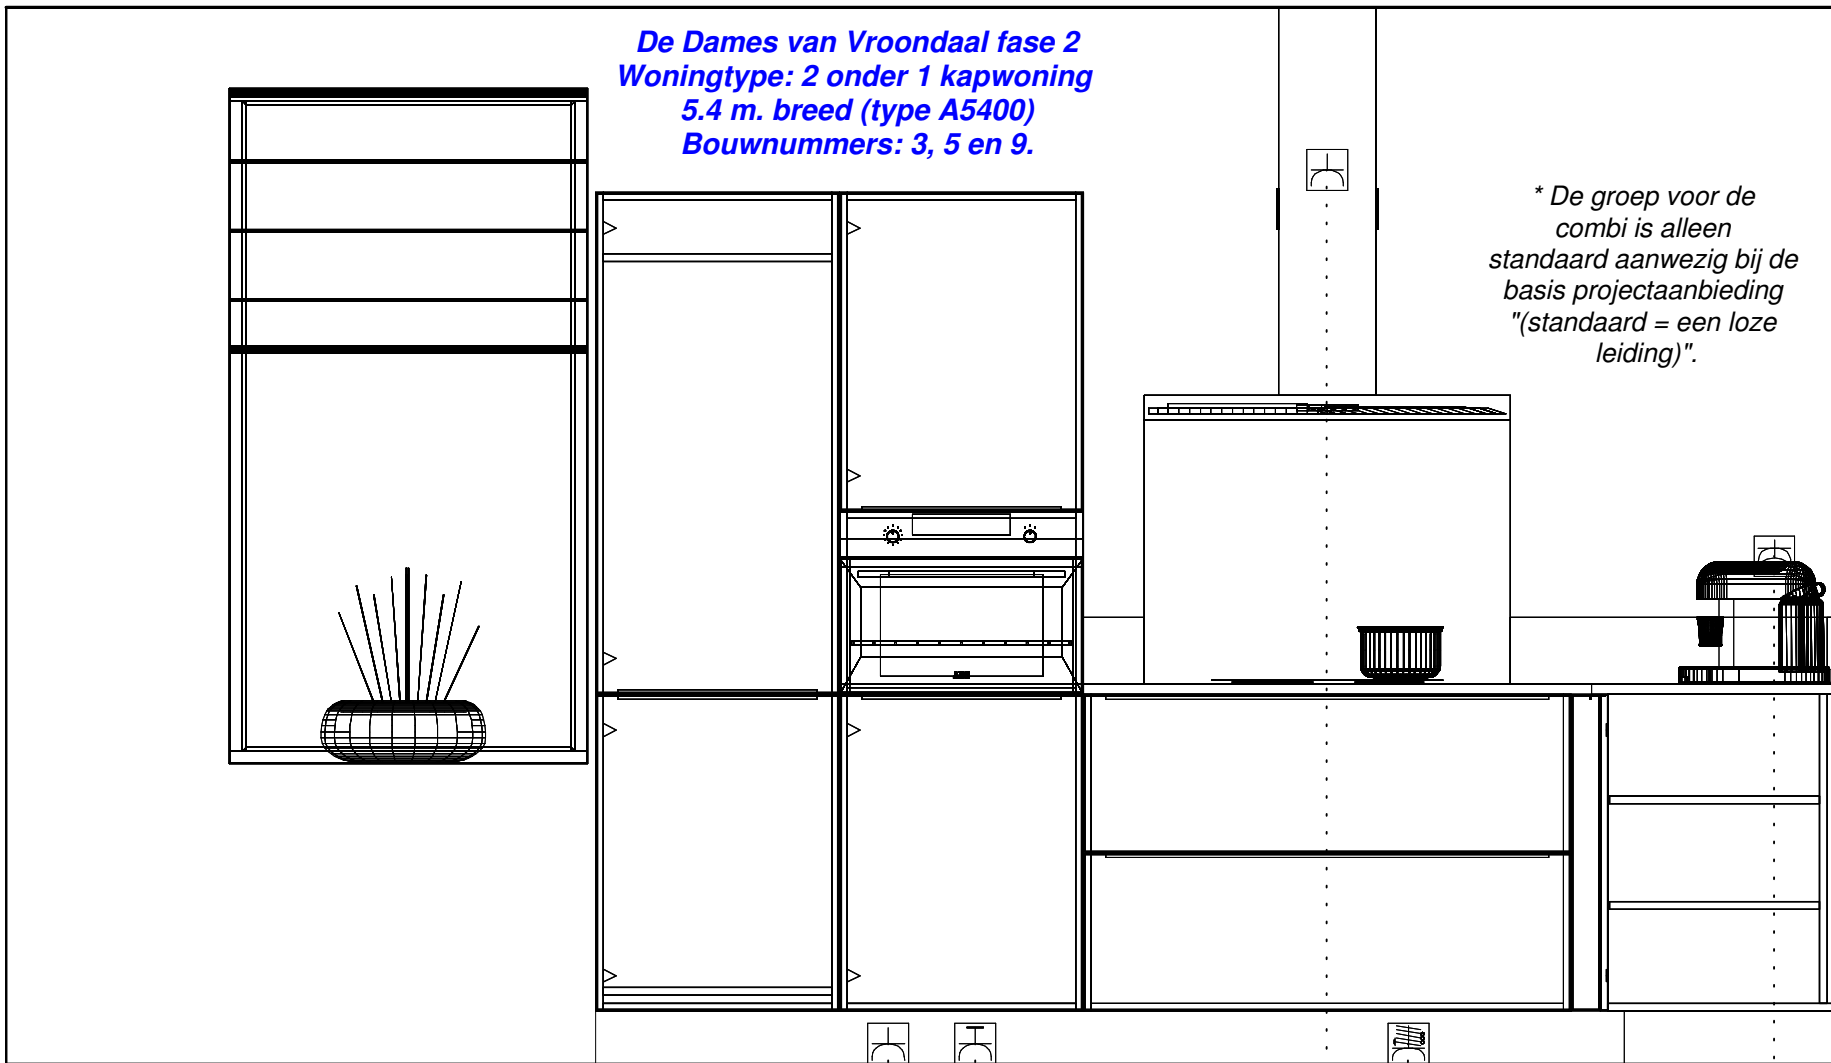 De Dames van Vroondaal fase 2
Woningtype: 2 onder 1 kapwoning
5.4 m. breed (type A5400)
Bouwnummers: 3, 5 en 9.
* De groep voor de
combi is alleen
standaard aanwezig bij de
basis projectaanbieding
"(standaard = een loze
leiding)".